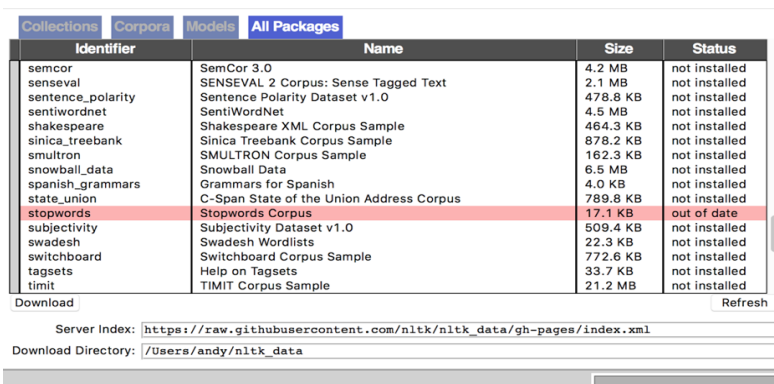 Collections Corpora Models All Packages
Identifier Name Size Status
semcor SemCor 3.0 4.2 MB not installed
senseval SENSEVAL 2 Corpus: Sense Tagged Text 2.1 MB not installed
sentence_polarity Sentence Polarity Dataset v1.0 478.8 KB not installed
sentiwordnet SentiWordNet 4.5 MB not installed
shakespeare Shakespeare XML Corpus Sample 464.3 KB not installed
sinica_treebank Sinica Treebank Corpus Sample 878.2 KB not installed
smultron SMULTRON Corpus Sample 162.3 KB not installed
snowball_data Snowball Data 6.5 MB not installed
spanish_grammars Grammars for Spanish 4.0 KB not installed
state_union C-Span State of the Union Address Corpus 789.8 KB not installed
stopwords Stopwords Corpus 17.1 KB out of date
subjectivity Subjectivity Dataset v1.0 509.4 KB not installed
swadesh Swadesh Wordlists 22.3 KB not installed
switchboard Switchboard Corpus Sample 772.6 KB not installed
tagsets Help on Tagsets 33.7 KB not installed
timit TIMIT Corpus Sample 21.2 MB not installed
Download Refresh
Server Index: https://raw.githubusercontent.com/nltk/nltk_data/gh-pages/index.xml
Download Directory: /Users/andy/nltk_data